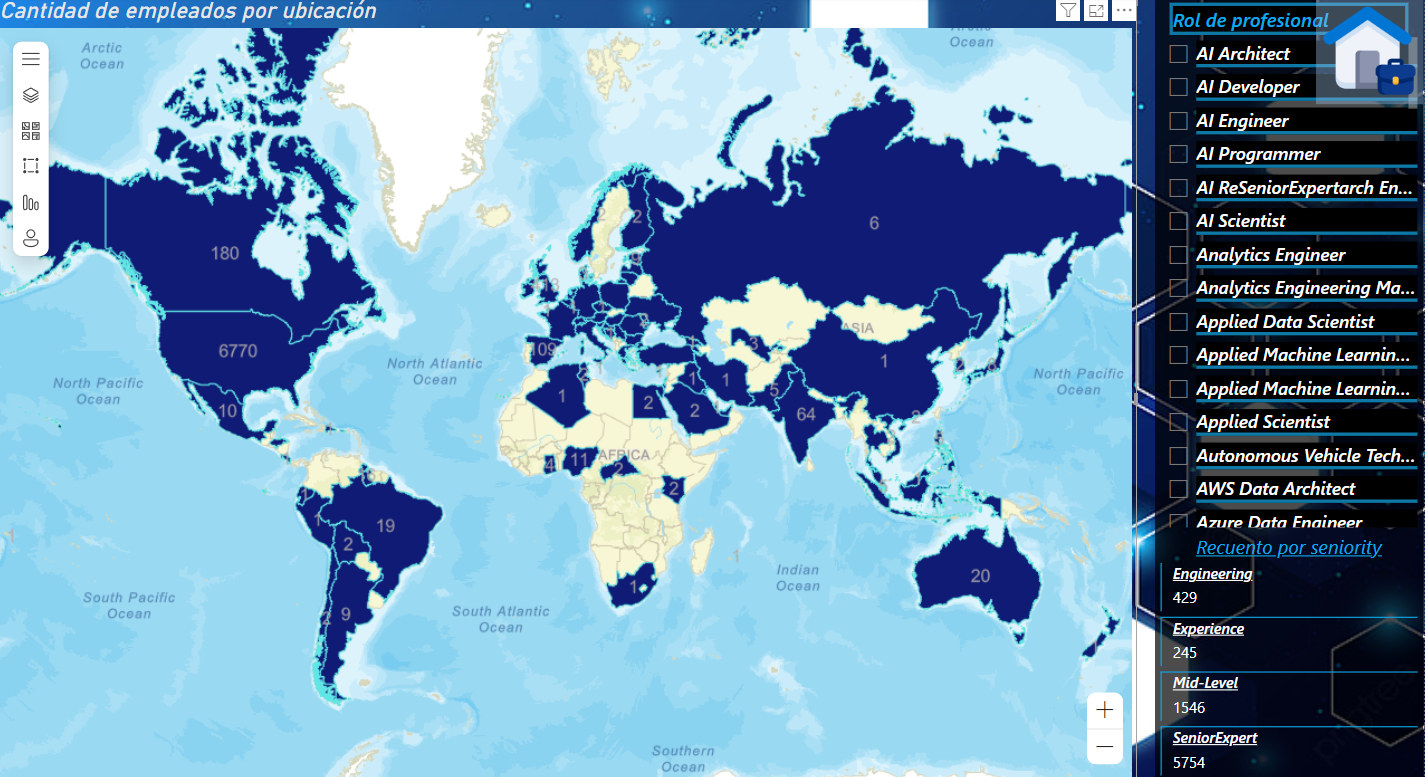 Cantidad de empleados por ubicación
Arctic
Ocean
Arctic
Ocean
180
6770
10
North Pacific
Ocean
North Atlantic
Ocean
2
2
6
109
ASIA
3
1
1
1
1
5
64
2
2
1
2
North Pacific
Ocean
4
11
AFRICA
2
2
1
1
19
2
9
2
1
1
20
South Pacific
Ocean
South Atlantic
Ocean
Indian
Ocean
Southern
Ocean
Rol de profesional
AI Architect
AI Developer
AI Engineer
AI Programmer
AI ReSeniorExpertarch En...
AI Scientist
Analytics Engineer
Analytics Engineering Ma...
Applied Data Scientist
Applied Machine Learnin...
Applied Machine Learnin...
Applied Scientist
Autonomous Vehicle Tech...
AWS Data Architect
Azure Data Engineer
Recuento por seniority
Engineering
429
Experience
245
Mid-Level
1546
SeniorExpert
5754